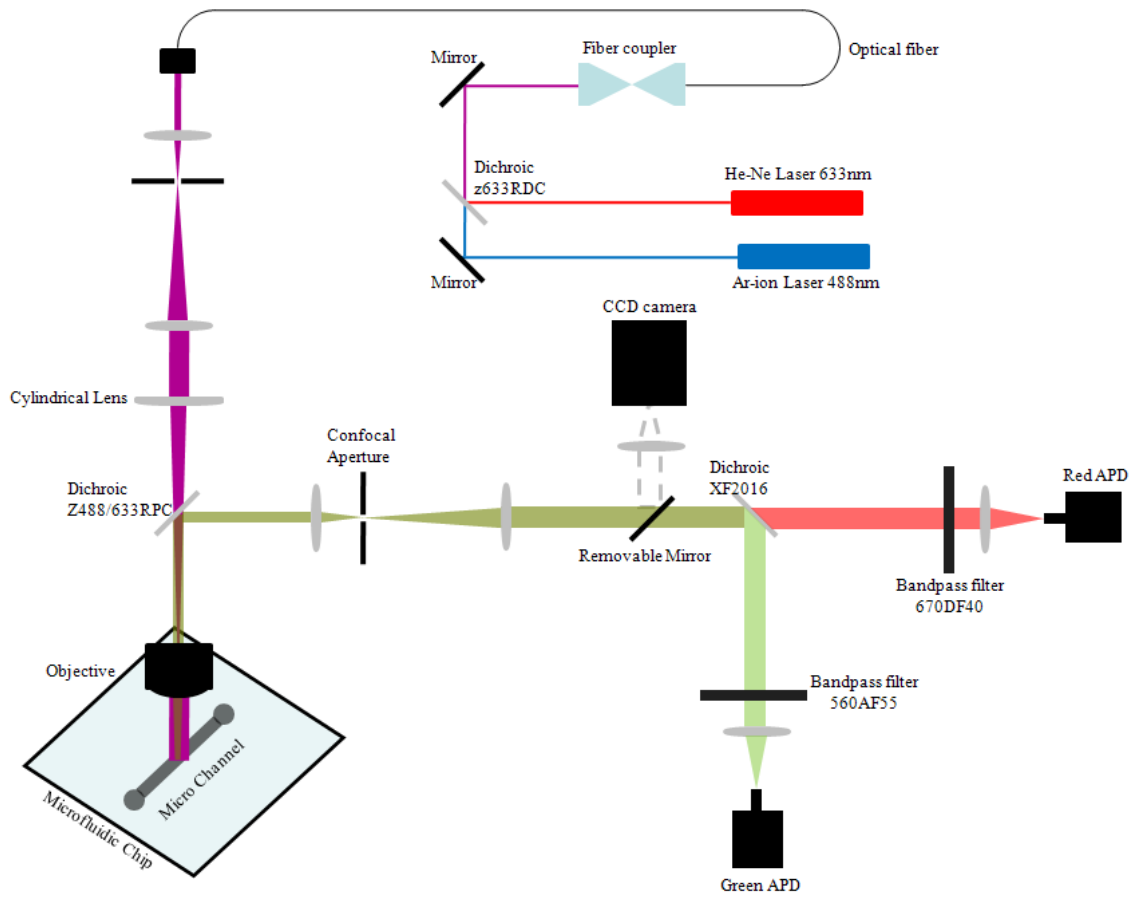 Mirror
Fiber coupler
Optical fiber
Dichroic
z633RDC
He-Ne Laser 633nm
Mirror
Ar-ion Laser 488nm
CCD camera
Cylindrical Lens
Confocal
Aperture
Dichroic
XF2016
Red APD
Dichroic
Z488/633RPC
Removable Mirror
Bandpass filter
670DF40
Objective
Bandpass filter
560AF55
Micro Channel
Microfluidic Chip
Green APD